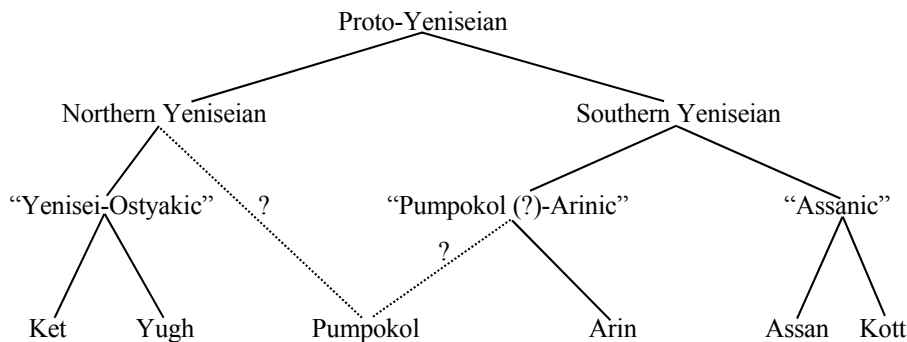 Proto-Yeniseian
Northern Yeniseian Southern Yeniseian
“Yenisei-Ostyakic” ? “Pumpokol (?)-Arinic” “Assanic”
?
Ket Yugh Pumpokol Arin Assan Kott